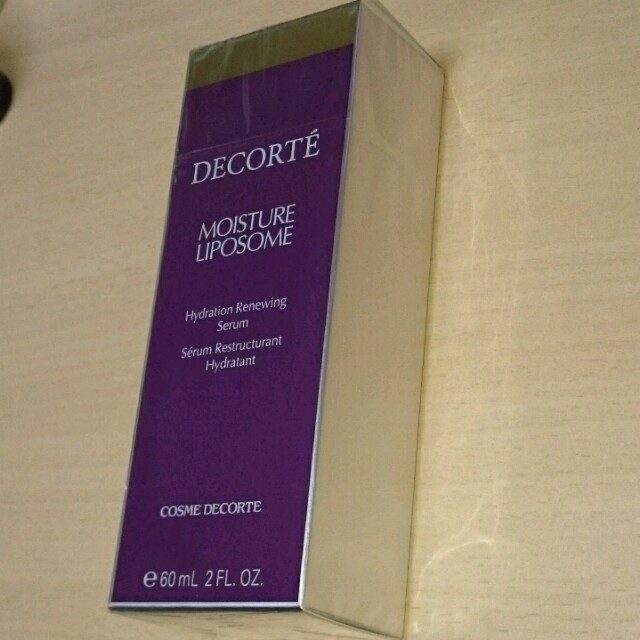 DECORTÉ
MOISTURE
LIPOSOME
Hydration Renewing
Serum
Sérum Restructurant
Hydratant
COSME DECORTE
℮ 60 mL 2 FL. OZ.